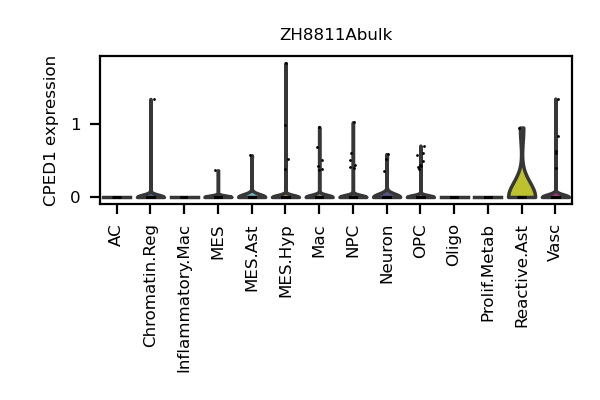 ZH8811Abulk
CPED1 expression
1
0
AC
Chromatin.Reg
Inflammatory.Mac
MES
MES.Ast
MES.Hyp
Mac
NPC
Neuron
OPC
Oligo
Prolif.Metab
Reactive.Ast
Vasc